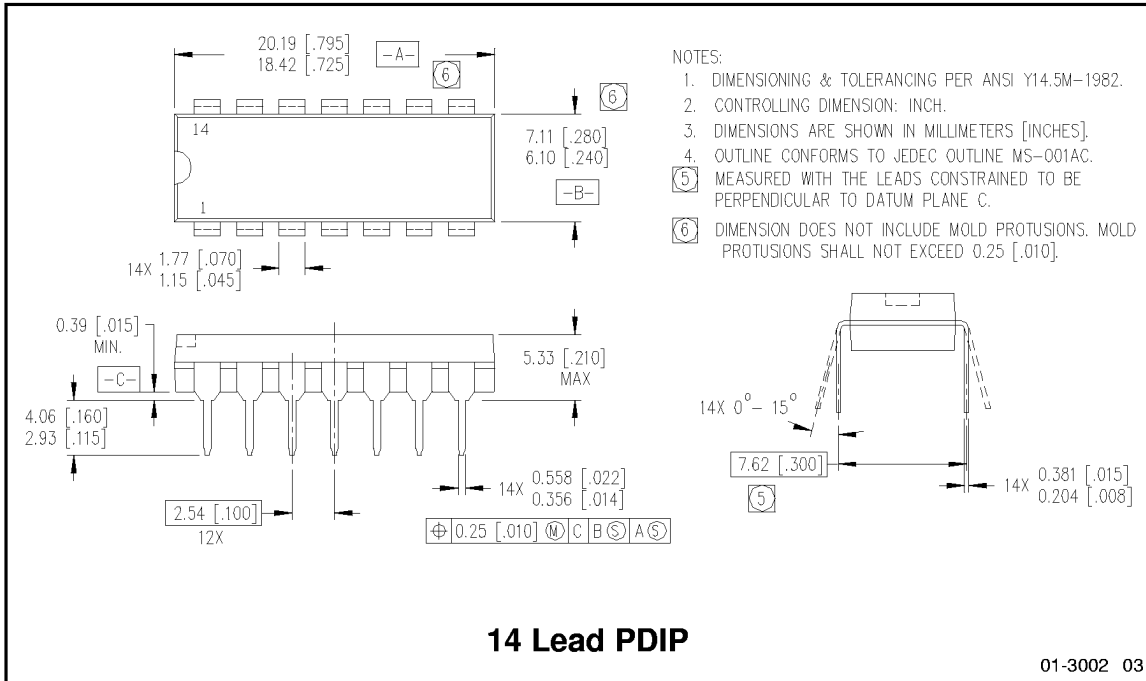 20.19 [.795]
18.42 [.725]
-A-
6
6
14
1
7.11 [.280]
6.10 [.240]
-B-
14X 1.77 [.070]
1.15 [.045]
NOTES:
1. DIMENSIONING & TOLERANCING PER ANSI Y14.5M-1982.
2. CONTROLLING DIMENSION: INCH.
3. DIMENSIONS ARE SHOWN IN MILLIMETERS [INCHES].
4. OUTLINE CONFORMS TO JEDEC OUTLINE MS-001AC.
5 MEASURED WITH THE LEADS CONSTRAINED TO BE
PERPENDICULAR TO DATUM PLANE C.
6 DIMENSION DOES NOT INCLUDE MOLD PROTUSIONS. MOLD
PROTUSIONS SHALL NOT EXCEED 0.25 [.010].
0.39 [.015]
MIN.
-C-
4.06 [.160]
2.93 [.115]
5.33 [.210]
MAX
2.54 [.100]
12X
14X 0.558 [.022]
0.356 [.014]
⌖ 0.25 [.010] Ⓜ C B Ⓢ A Ⓢ
14X 0°- 15°
7.62 [.300]
5
14X 0.381 [.015]
0.204 [.008]
14 Lead PDIP
01-3002 03